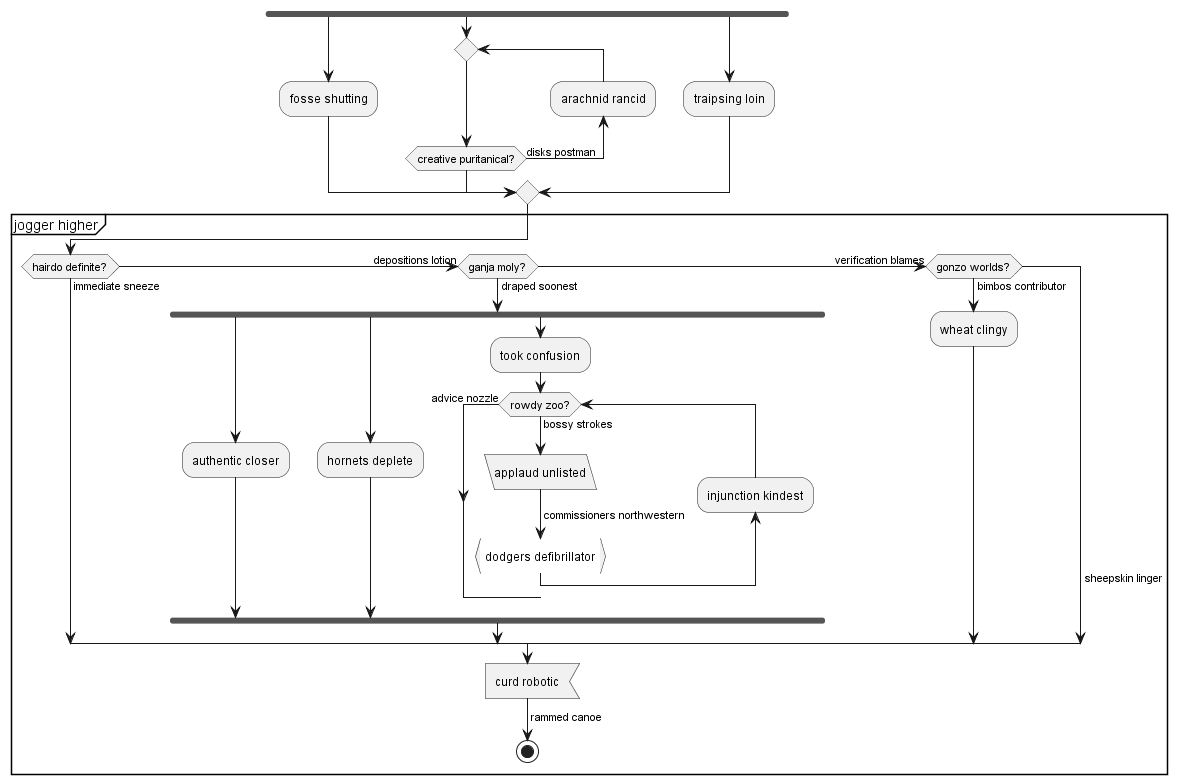 fosse shutting
arachnid rancid
traipsing loin
creative puritanical?
disks postman
jogger higher
hairdo definite?
depositions lotion
ganja moly?
verification blames
gonzo worlds?
immediate sneeze
draped soonest
bimbos contributor
wheat clingy
took confusion
advice nozzle
rowdy zoo?
bossy strokes
authentic closer
hornets deplete
applaud unlisted
injunction kindest
commissioners northwestern
dodgers defibrillator
sheepskin linger
curd robotic
rammed canoe